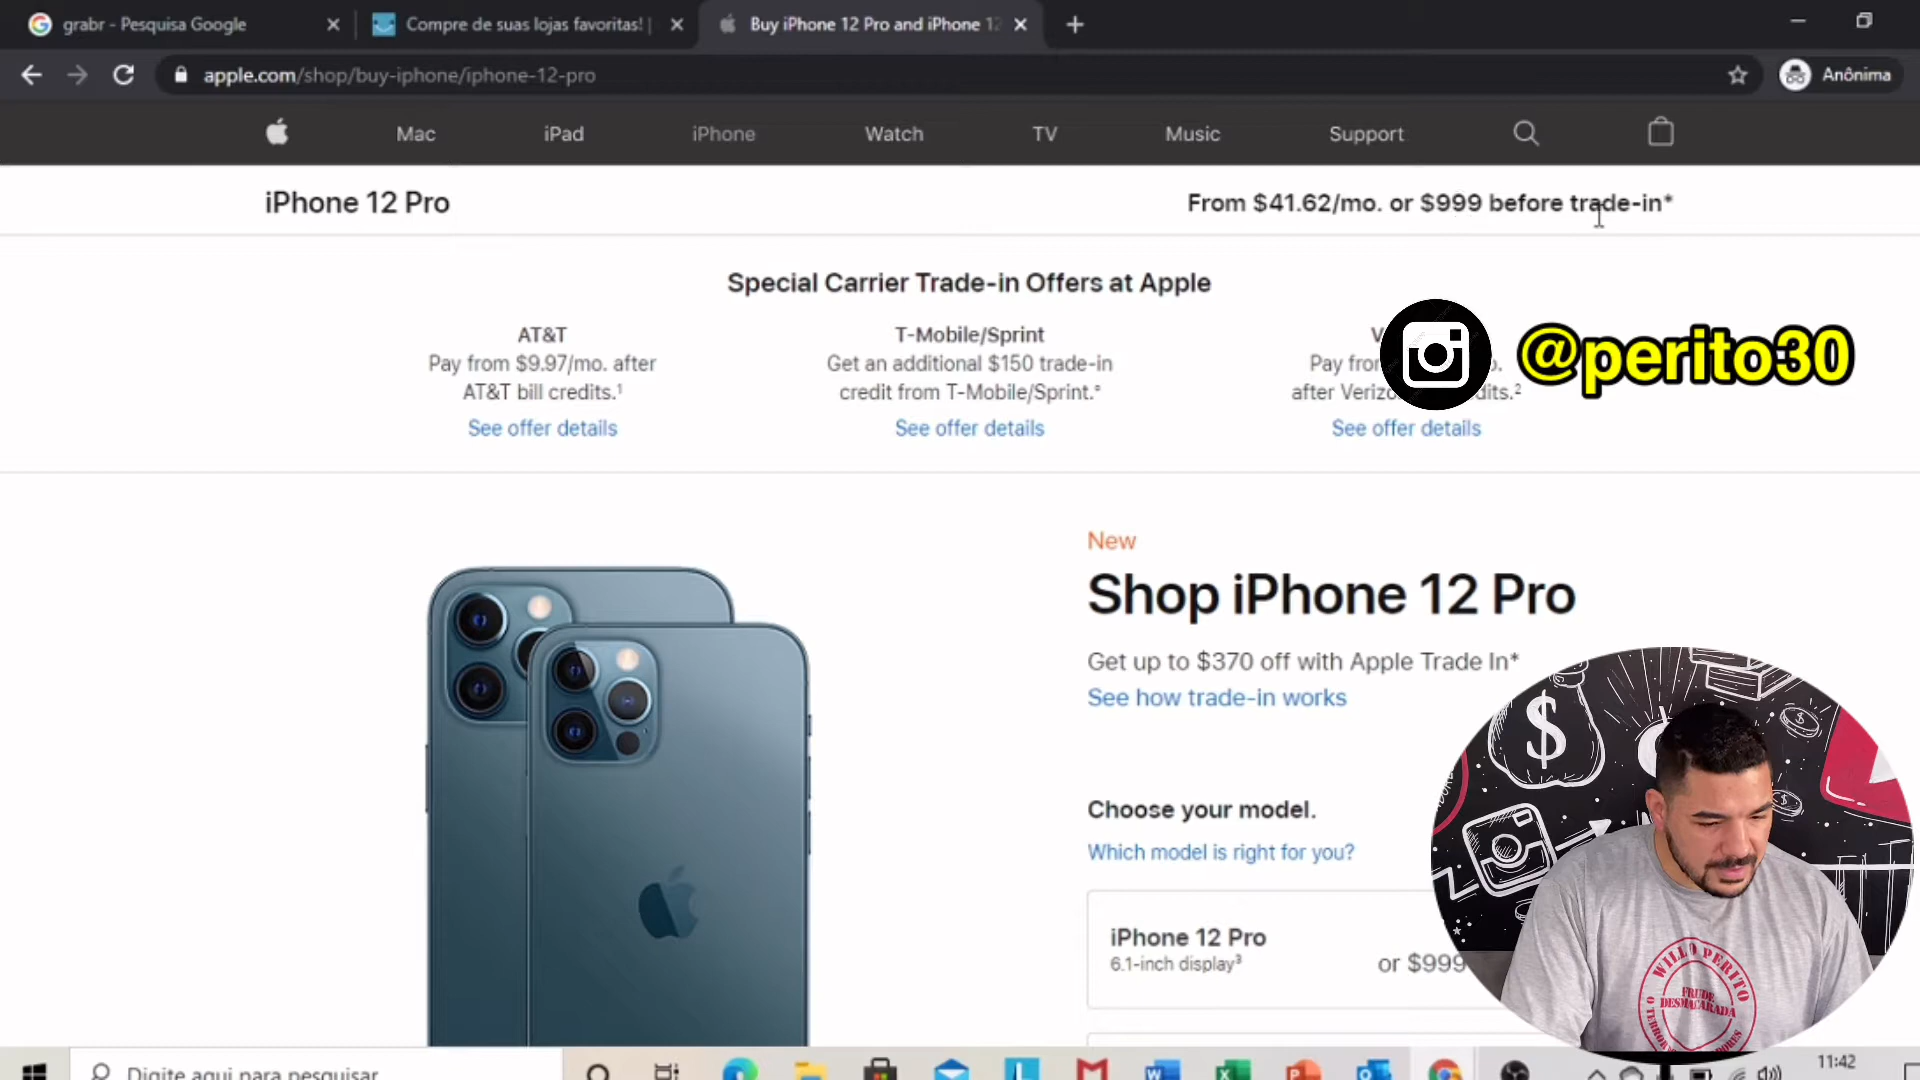 grabr - Pesquisa Google
Compre de suas lojas favoritas! |
Buy iPhone 12 Pro and iPhone 12
apple.com/shop/buy-iphone/iphone-12-pro
Anônima
Mac
iPad
iPhone
Watch
TV
Music
Support
iPhone 12 Pro
From $41.62/mo. or $999 before trade-in*
Special Carrier Trade-in Offers at Apple
AT&T
Pay from $9.97/mo. after
AT&T bill credits.¹
See offer details
T-Mobile/Sprint
Get an additional $150 trade-in
credit from T-Mobile/Sprint.°
See offer details
Pay
after
See offer details
@perito30
New
Shop iPhone 12 Pro
Get up to $370 off with Apple Trade In*
See how trade-in works
Choose your model.
Which model is right for you?
iPhone 12 Pro
6.1-inch display³
or $999
WILLO PERITO
FRUDE
DESMACARADA
Digite aqui para pesquisar
11:42